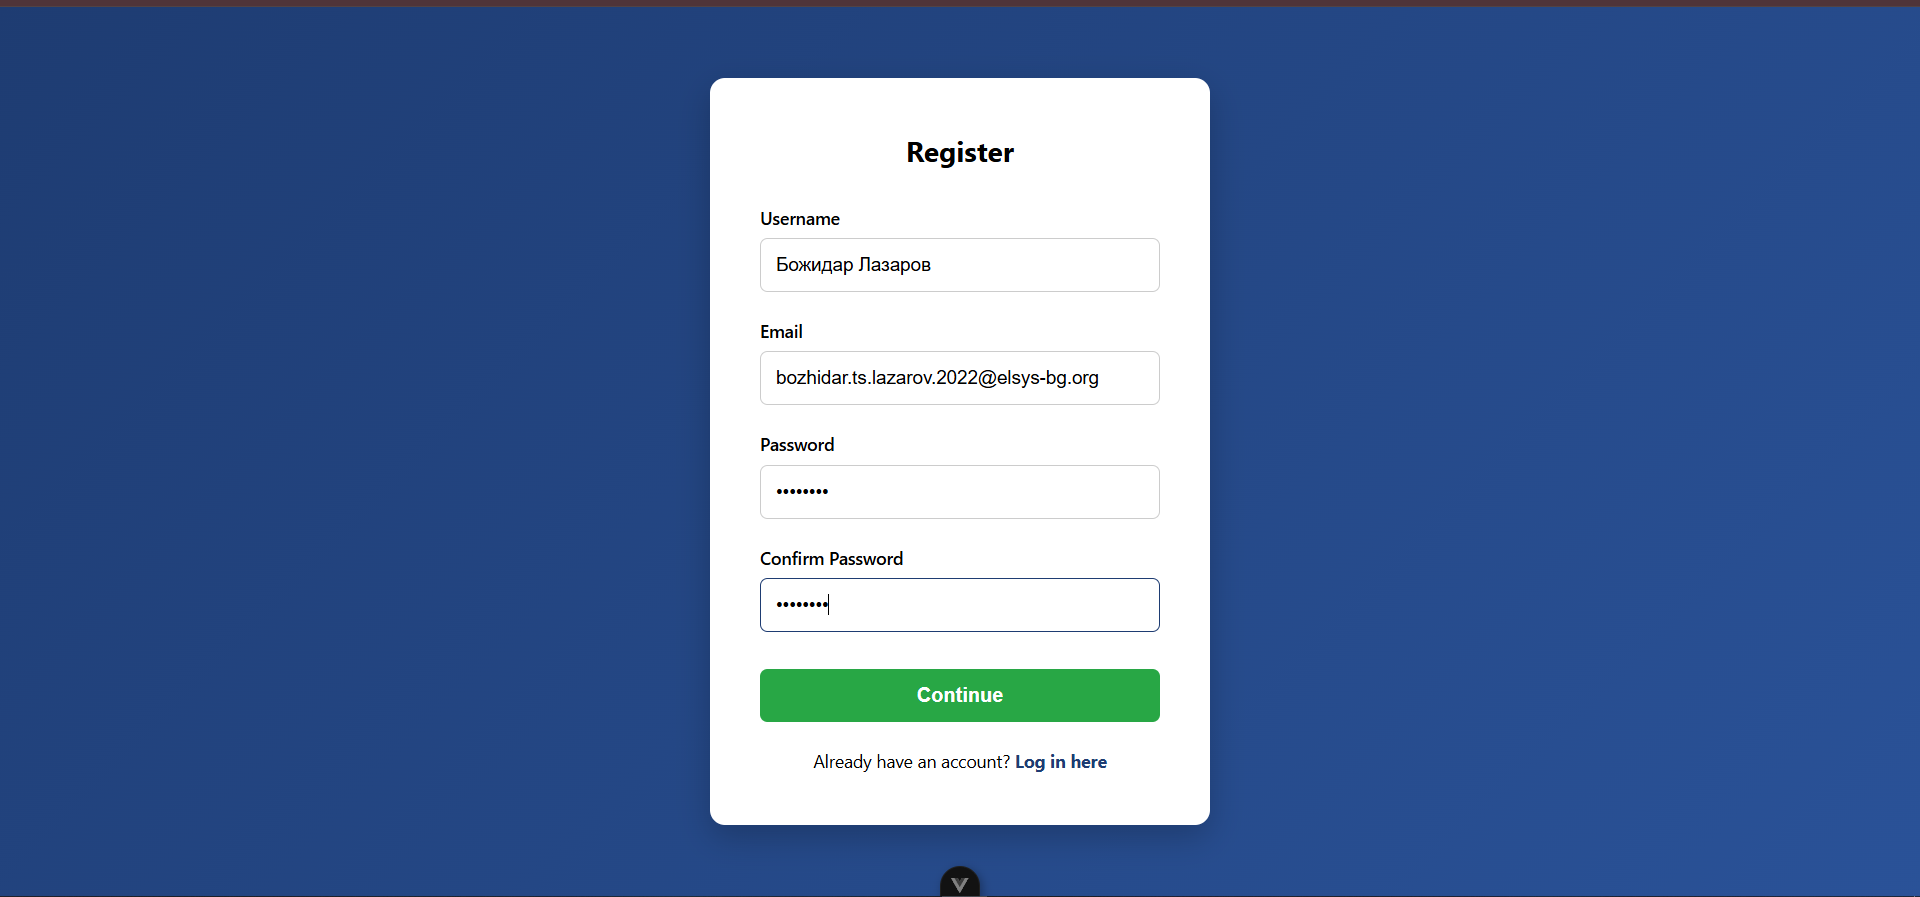 Register
Username
Божидар Лазаров
Email
bozhidar.ts.lazarov.2022@elsys-bg.org
Password
••••••••
Confirm Password
••••••••
Continue
Already have an account? Log in here